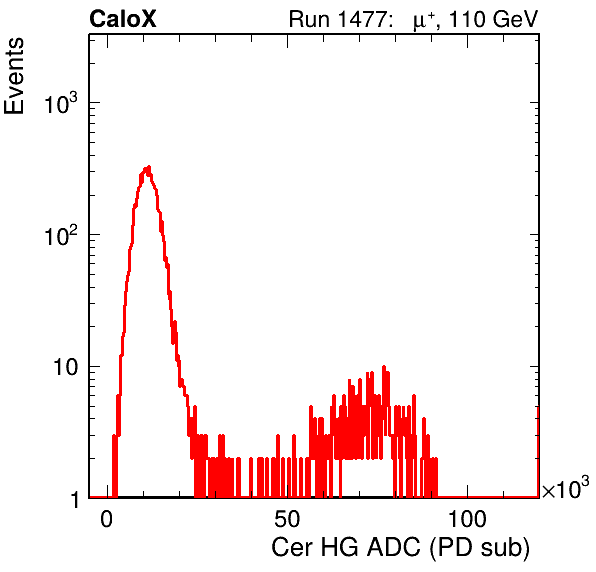 CaloX Run 1477: μ⁺, 110 GeV
Events
10³
10²
10
1
0 50 100 ×10³
Cer HG ADC (PD sub)